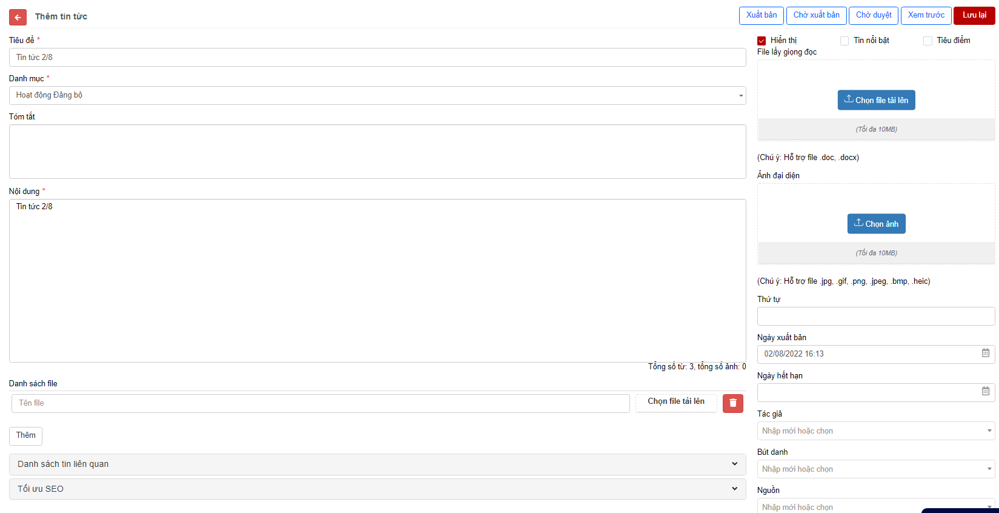 Thêm tin tức
Xuất bản
Chờ xuất bản
Chờ duyệt
Xem trước
Lưu lại
Tiêu đề *
Tin tức 2/8
Danh mục *
Hoạt động Đảng bộ
Tóm tắt
Nội dung *
Tin tức 2/8
Tổng số từ: 3, tổng số ảnh: 0
Danh sách file
Tên file
Chọn file tải lên
Thêm
Danh sách tin liên quan
Tối ưu SEO
Hiển thị
Tin nổi bật
Tiêu điểm
File lấy giọng đọc
Chọn file tải lên
(Tối đa 10MB)
(Chú ý: Hỗ trợ file .doc, .docx)
Ảnh đại diện
Chọn ảnh
(Tối đa 10MB)
(Chú ý: Hỗ trợ file .jpg, .gif, .png, .jpeg, .bmp, .heic)
Thứ tự
Ngày xuất bản
02/08/2022 16:13
Ngày hết hạn
Tác giả
Nhập mới hoặc chọn
Bút danh
Nhập mới hoặc chọn
Nguồn
Nhập mới hoặc chọn